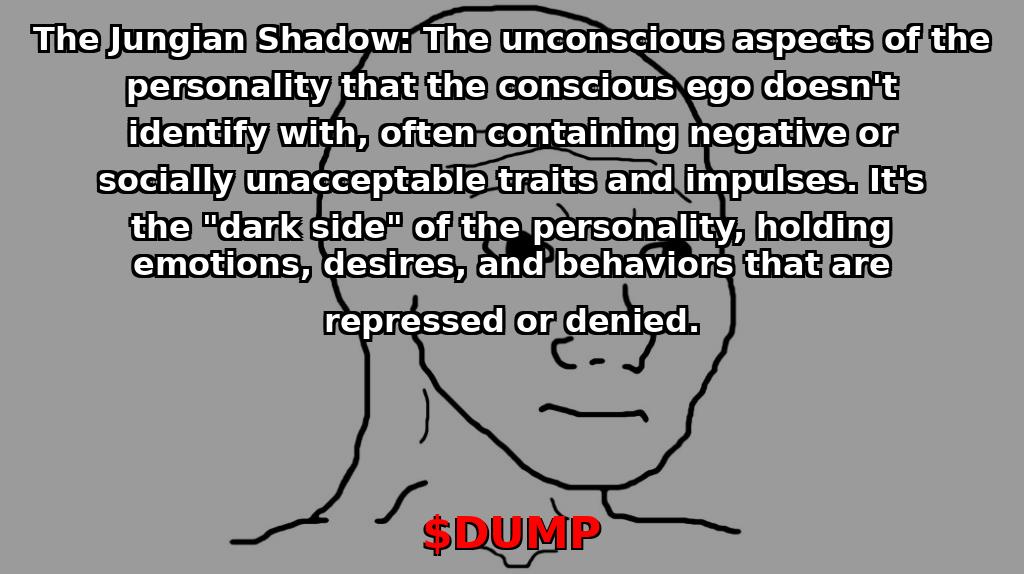 The Jungian Shadow: The unconscious aspects of the
personality that the conscious ego doesn't
identify with, often containing negative or
socially unacceptable traits and impulses. It's
the "dark side" of the personality, holding
emotions, desires, and behaviors that are
repressed or denied.
$DUMP